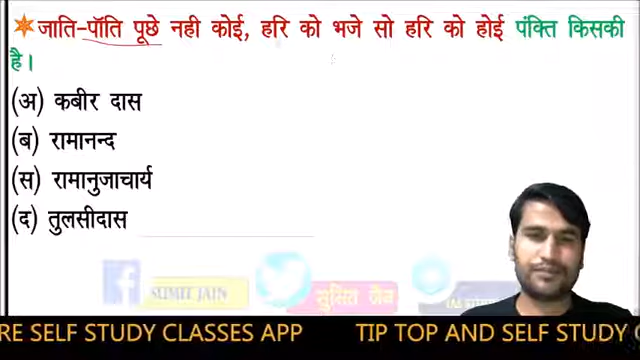 जाति-पॉति पूछे नही कोई, हरि को भजे सो हरि को होई पंक्ति किसकी
है।
(अ) कबीर दास
(ब) रामानन्द
(स) रामानुजाचार्य
(द) तुलसीदास
SUMIT JAIN
सुमित जैन
RE SELF STUDY CLASSES APP TIP TOP AND SELF STUDY